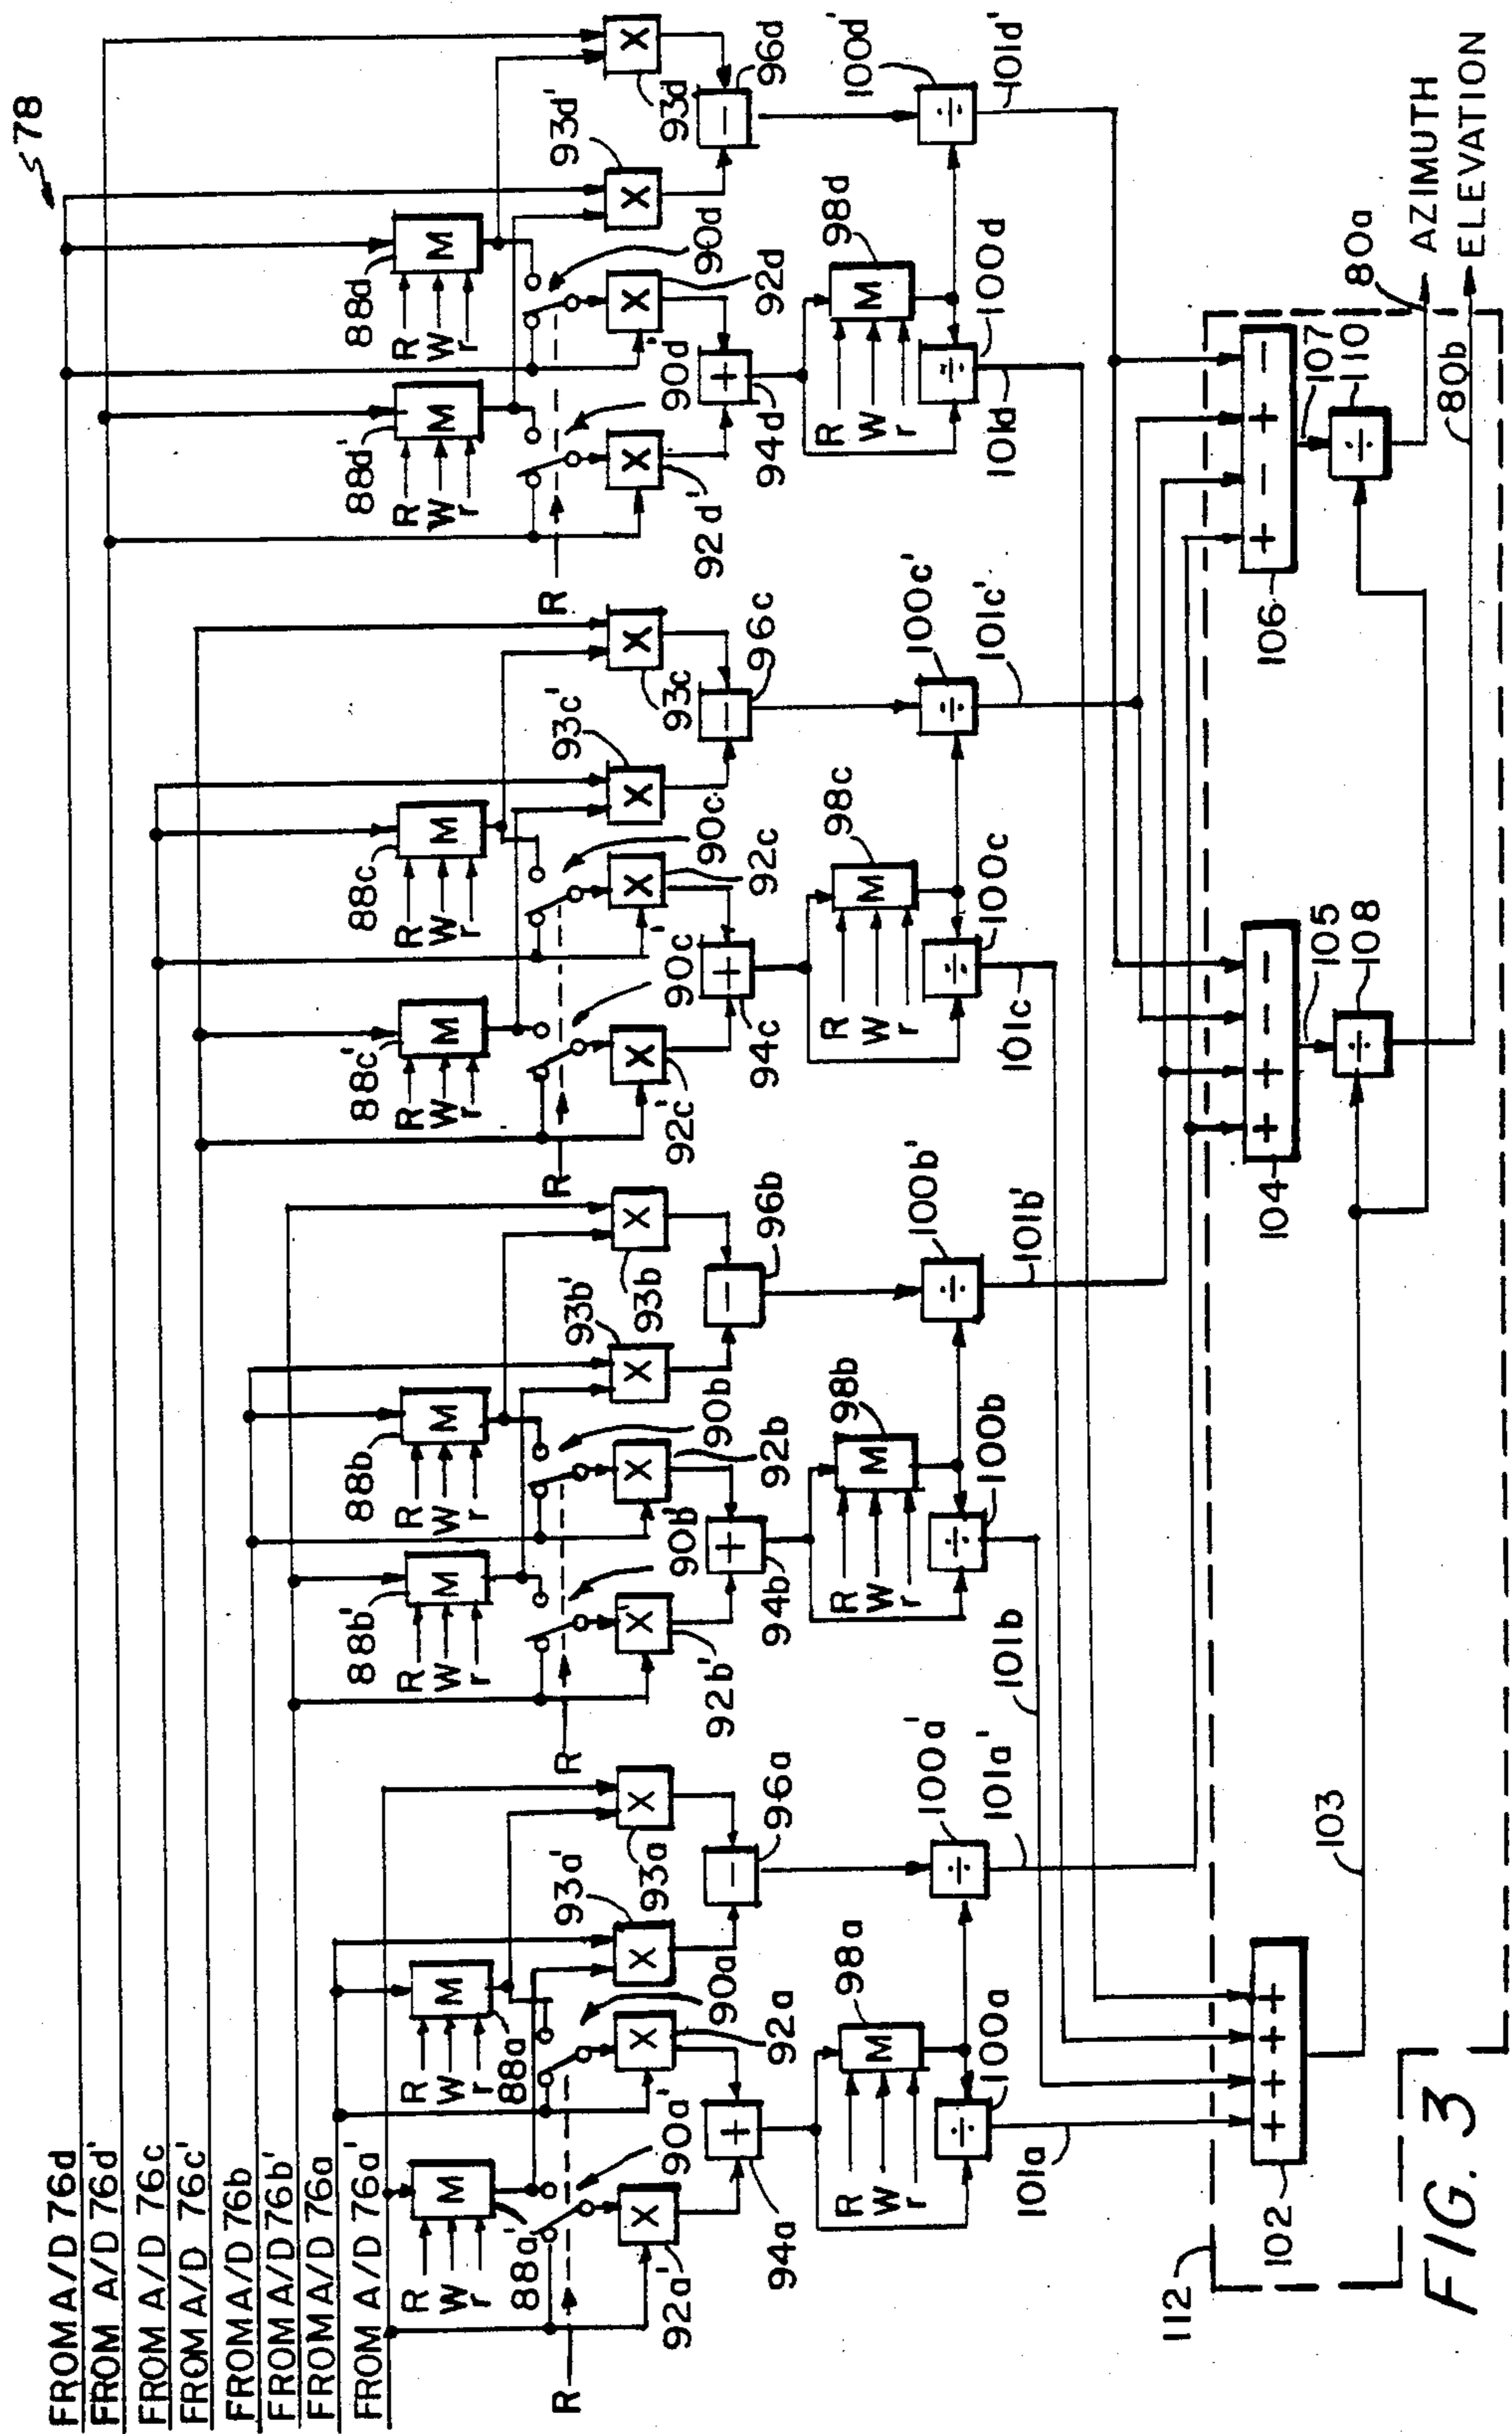 78
FROM A/D 76d
FROM A/D 76d'
FROM A/D 76c
FROM A/D 76c'
FROM A/D 76b
FROM A/D 76b'
FROM A/D 76a
FROM A/D 76a'
88a' R W r M
88a R W r M
88b' R W r M
88b R W r M
88c' R W r M
88c R W r M
88d' R W r M
88d R W r M
R 90a' 90a
R 90b' 90b
R 90c' 90c
R 90d' 90d
92a' X 92a X 93a' X 93a X
92b' X 92b X 93b' X 93b X
92c' X 92c X 93c' X 93c X
92d' X 92d X 93d' X 93d X
94a + 96a −
94b + 96b −
94c + 96c −
94d + 96d −
R W r M 98a
R W r M 98b
R W r M 98c
R W r M 98d
÷ 100a ÷ 100a'
÷ 100b ÷ 100b'
÷ 100c ÷ 100c'
÷ 100d ÷ 100d'
101a 101a'
101b 101b'
101c 101c'
101d 101d'
112
102 + + + +
103
104 + + − −
105
÷ 108
106 + − + −
107
÷ 110
80a AZIMUTH
80b ELEVATION
FIG. 3